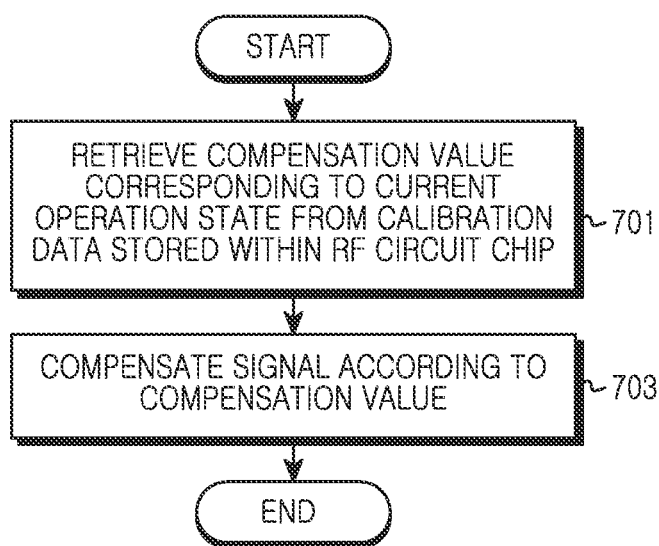 START
RETRIEVE COMPENSATION VALUE
CORRESPONDING TO CURRENT
OPERATION STATE FROM CALIBRATION
DATA STORED WITHIN RF CIRCUIT CHIP
701
COMPENSATE SIGNAL ACCORDING TO
COMPENSATION VALUE
703
END